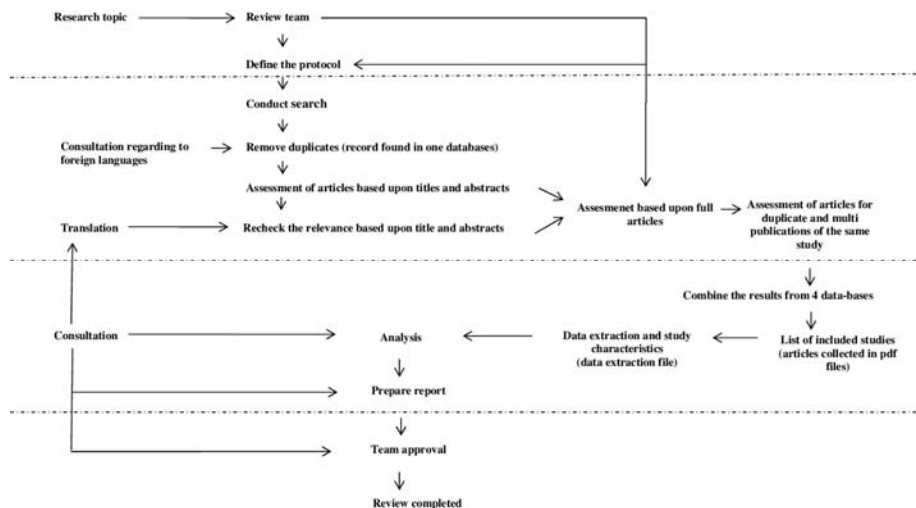 Research topic
Review team
Define the protocol
Conduct search
Consultation regarding to
foreign languages
Remove duplicates (record found in one databases)
Assessment of articles based upon titles and abstracts
Translation
Recheck the relevance based upon title and abstracts
Assesmenet based upon full
articles
Assessment of articles for
duplicate and multi
publications of the same
study
Combine the results from 4 data-bases
Consultation
Analysis
Data extraction and study
characteristics
(data extraction file)
List of included studies
(articles collected in pdf
files)
Prepare report
Team approval
Review completed